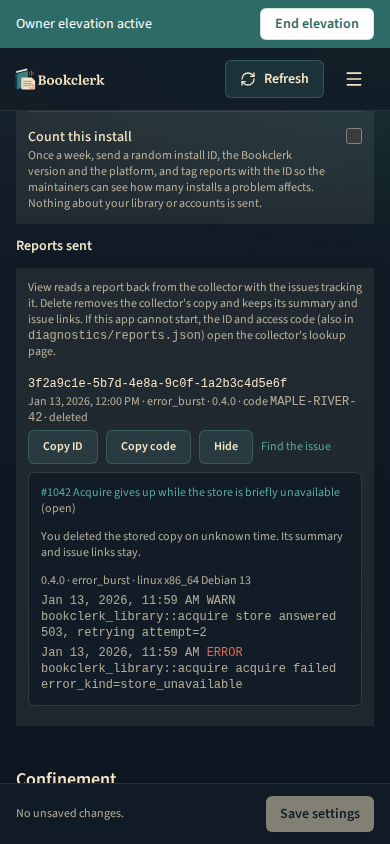 Owner elevation active
End elevation
Bookclerk
Refresh
Count this install
Once a week, send a random install ID, the Bookclerk
version and the platform, and tag reports with the ID so the
maintainers can see how many installs a problem affects.
Nothing about your library or accounts is sent.
Reports sent
View reads a report back from the collector with the issues tracking
it. Delete removes the collector's copy and keeps its summary and
issue links. If this app cannot start, the ID and access code (also in
diagnostics/reports.json) open the collector's lookup
page.
3f2a9c1e-5b7d-4e8a-9c0f-1a2b3c4d5e6f
Jan 13, 2026, 12:00 PM · error_burst · 0.4.0 · code MAPLE-RIVER-
42 · deleted
Copy ID
Copy code
Hide
Find the issue
#1042 Acquire gives up while the store is briefly unavailable
(open)
You deleted the stored copy on unknown time. Its summary
and issue links stay.
0.4.0 · error_burst · linux x86_64 Debian 13
Jan 13, 2026, 11:59 AM WARN
bookclerk_library::acquire store answered
503, retrying attempt=2
Jan 13, 2026, 11:59 AM ERROR
bookclerk_library::acquire acquire failed
error_kind=store_unavailable
Confinement
No unsaved changes.
Save settings